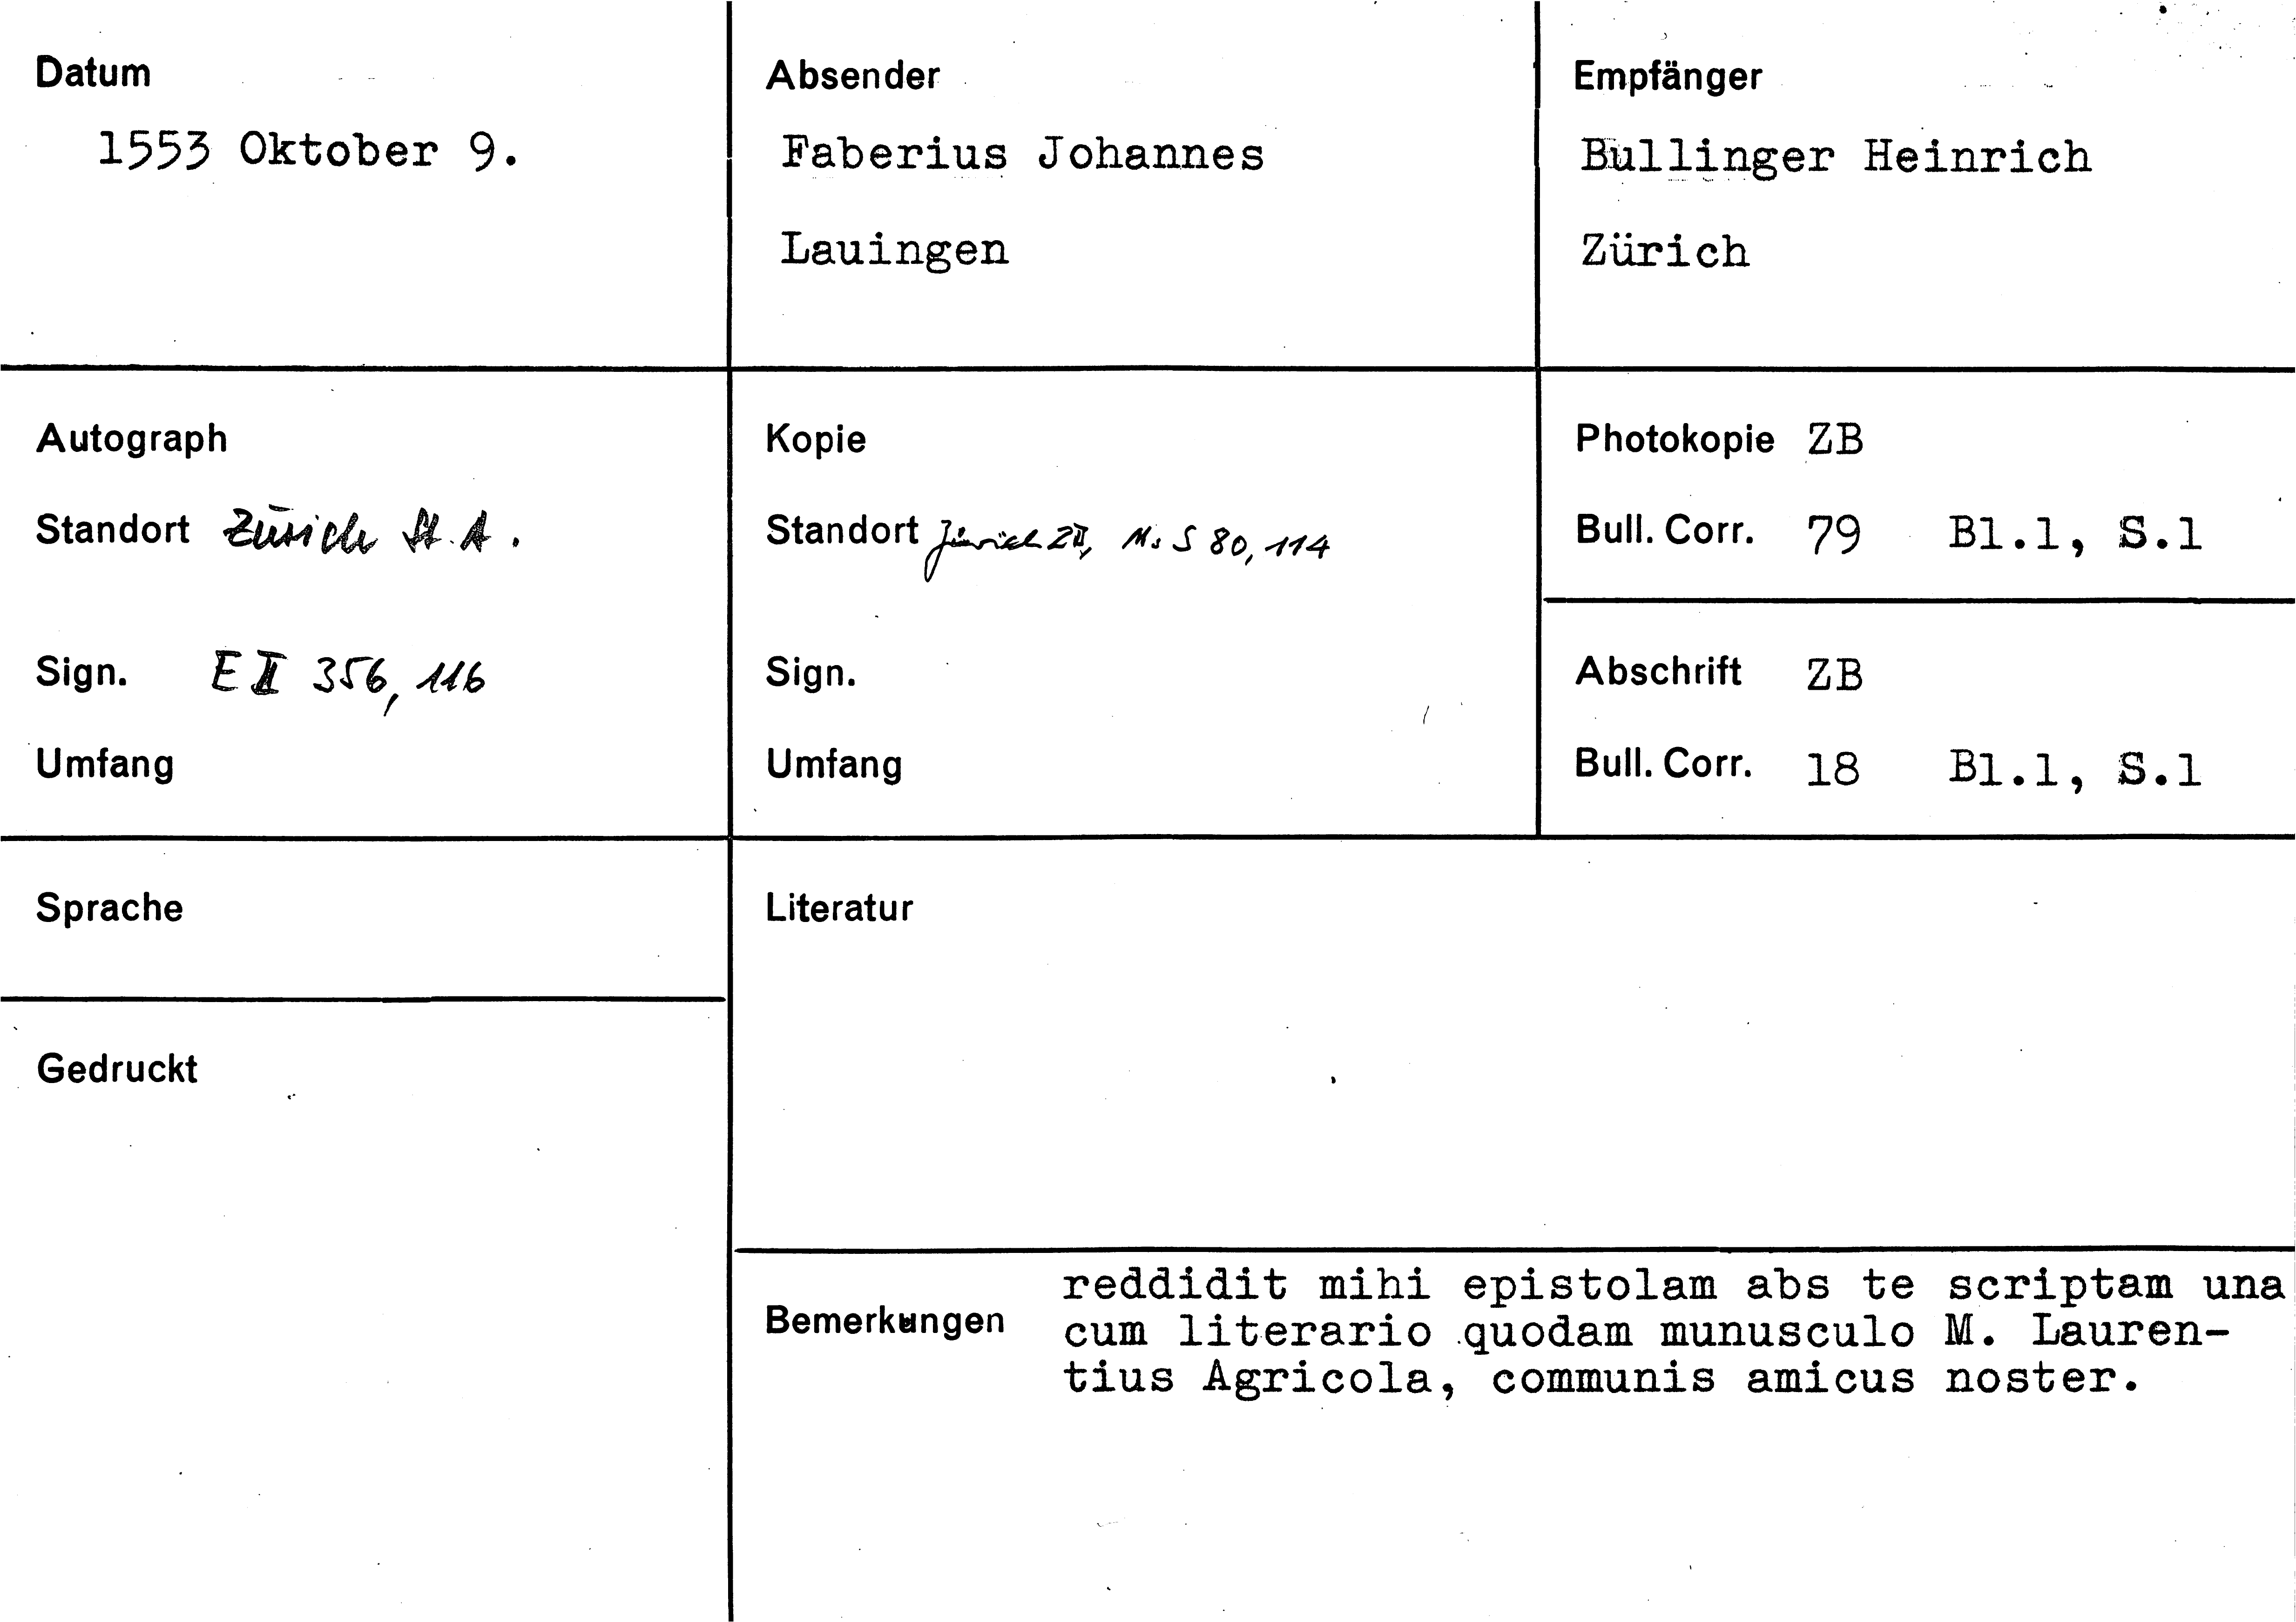 Datum
1553 Oktober 9.
Absender
Faberius Johannes
Lauingen
Empfänger
Bullinger Heinrich
Zürich
Autograph
Standort Zürich St. A.
Sign. E II 356, 116
Umfang
Kopie
Standort Zürich ZB, Ms S 80, 114
Sign.
Umfang
Photokopie ZB
Bull. Corr. 79 Bl.1, S.1
Abschrift ZB
Bull. Corr. 18 Bl.1, S.1
Sprache
Gedruckt
Literatur
Bemerkungen
reddidit mihi epistolam abs te scriptam una
cum literario quodam munusculo M. Lauren-
tius Agricola, communis amicus noster.